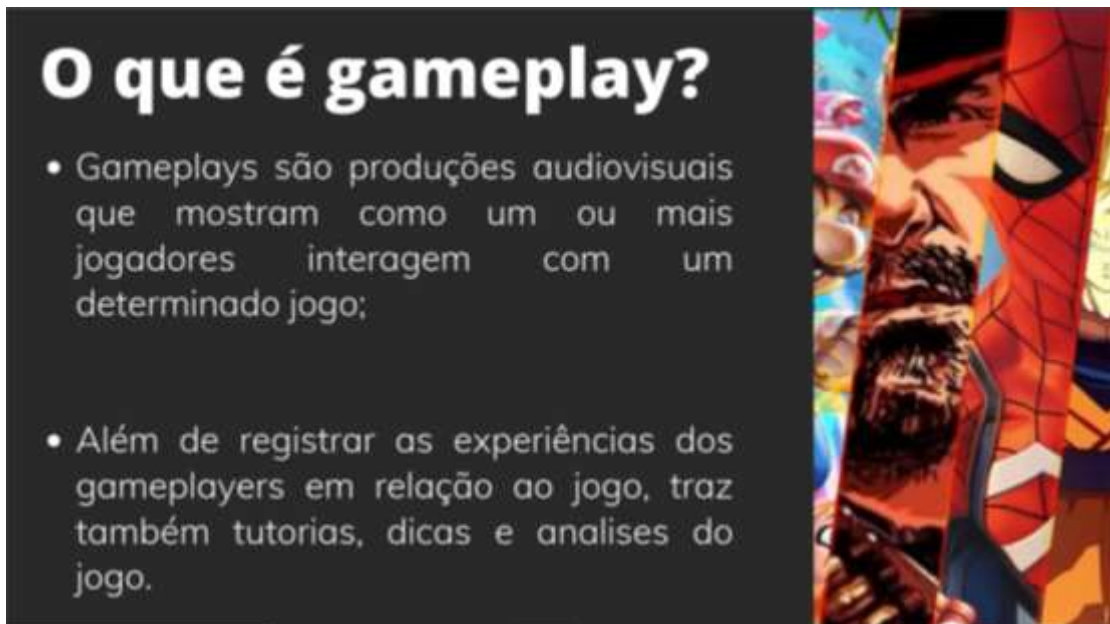 O que é gameplay?
• Gameplays são produções audiovisuais
que mostram como um ou mais
jogadores interagem com um
determinado jogo;
• Além de registrar as experiências dos
gameplayers em relação ao jogo, traz
também tutorias, dicas e analises do
jogo.